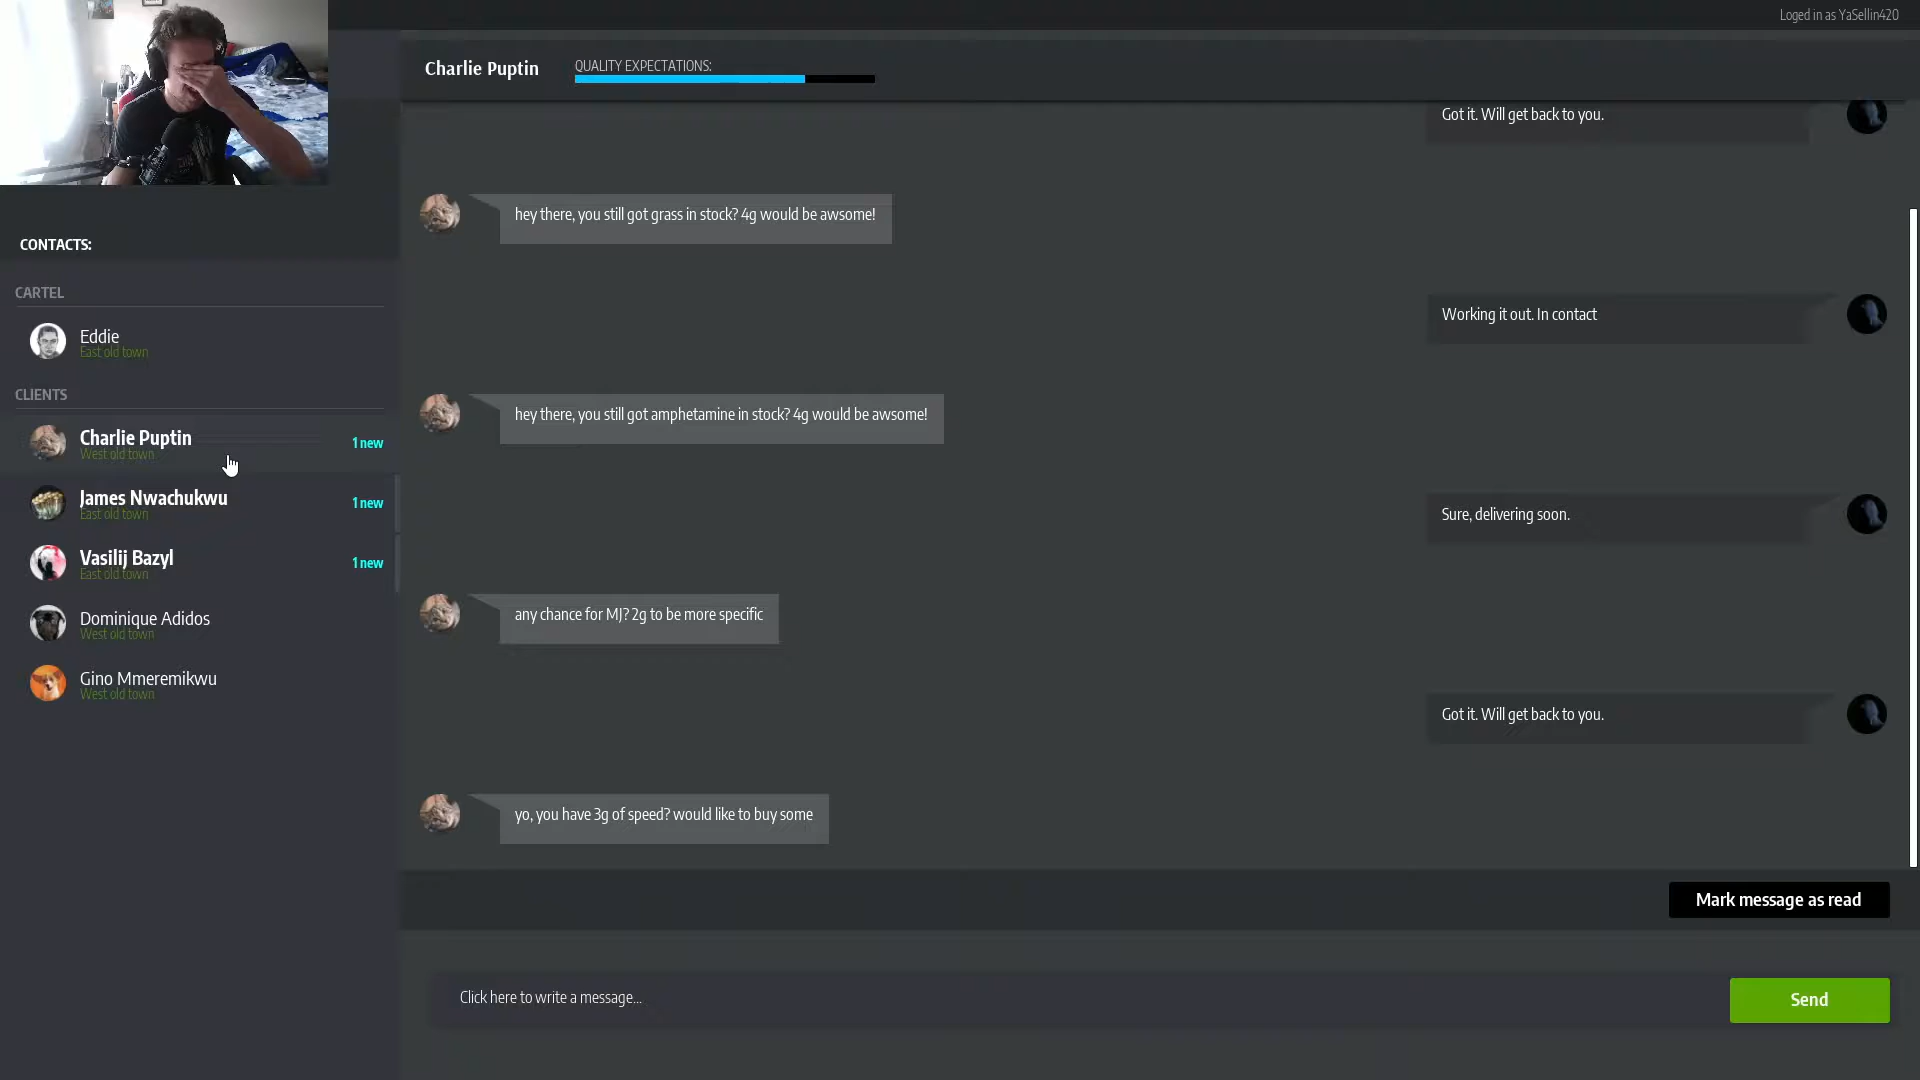 Loged in as YaSellin420
Charlie Puptin
QUALITY EXPECTATIONS:
CONTACTS:
CARTEL
Eddie
East old town
CLIENTS
Charlie Puptin
West old town
1 new
James Nwachukwu
East old town
1 new
Vasilij Bazyl
East old town
1 new
Dominique Adidos
West old town
Gino Mmeremikwu
West old town
Got it. Will get back to you.
hey there, you still got grass in stock? 4g would be awsome!
Working it out. In contact
hey there, you still got amphetamine in stock? 4g would be awsome!
Sure, delivering soon.
any chance for MJ? 2g to be more specific
Got it. Will get back to you.
yo, you have 3g of speed? would like to buy some
Mark message as read
Click here to write a message...
Send